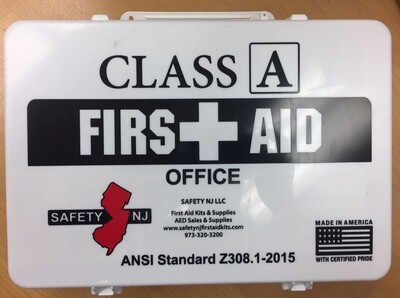 CLASS A
FIRST AID
OFFICE
SAFETY NJ
SAFETY NJ LLC
First Aid Kits & Supplies
AED Sales & Supplies
www.safetynjfirstaidkits.com
973-320-3200
MADE IN AMERICA
WITH CERTIFIED PRIDE
ANSI Standard Z308.1-2015